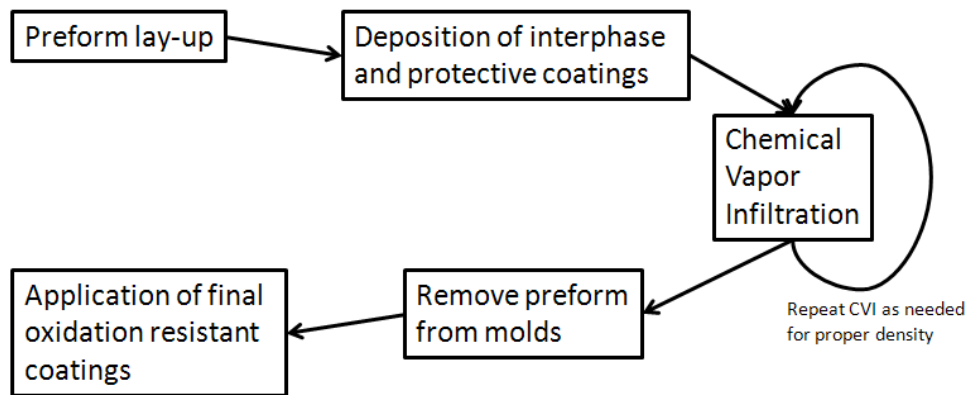 Preform lay-up
Deposition of interphase
and protective coatings
Chemical
Vapor
Infiltration
Repeat CVI as needed
for proper density
Remove preform
from molds
Application of final
oxidation resistant
coatings